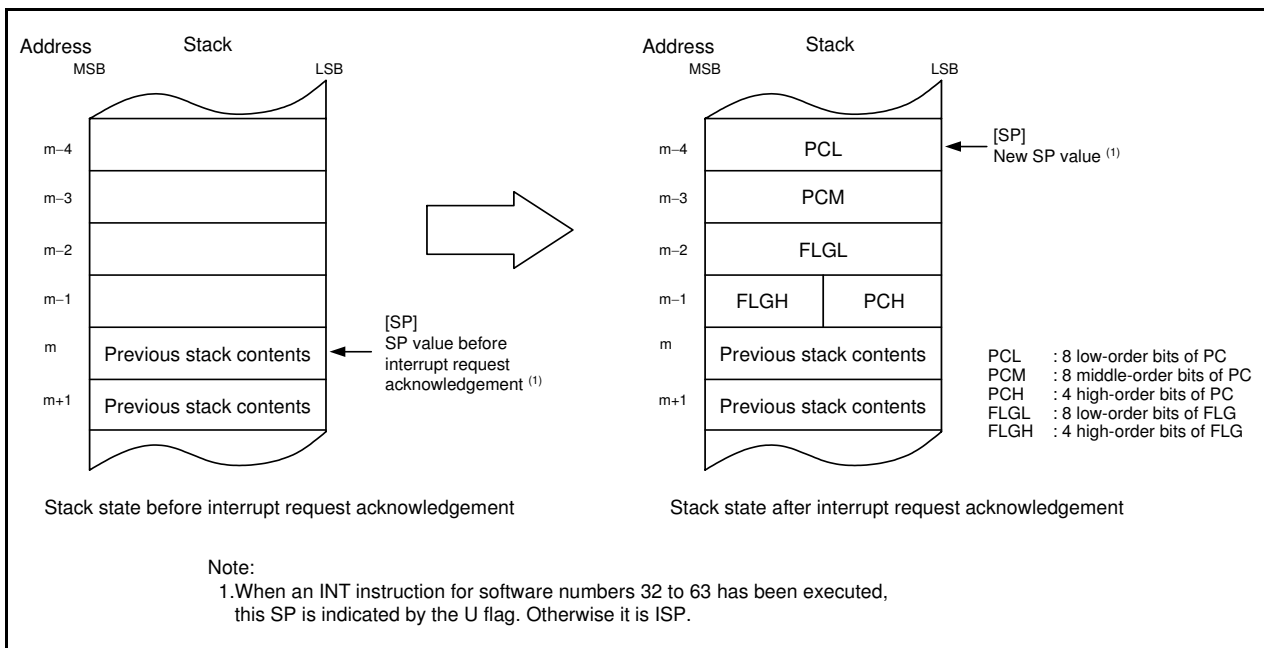 Address Stack
MSB LSB
m−4
m−3
m−2
m−1
m Previous stack contents
m+1 Previous stack contents
[SP]
SP value before
interrupt request
acknowledgement (1)
Stack state before interrupt request acknowledgement
Address Stack
MSB LSB
m−4 PCL
m−3 PCM
m−2 FLGL
m−1 FLGH PCH
m Previous stack contents
m+1 Previous stack contents
[SP]
New SP value (1)
PCL : 8 low-order bits of PC
PCM : 8 middle-order bits of PC
PCH : 4 high-order bits of PC
FLGL : 8 low-order bits of FLG
FLGH : 4 high-order bits of FLG
Stack state after interrupt request acknowledgement
Note:
1.When an INT instruction for software numbers 32 to 63 has been executed,
this SP is indicated by the U flag. Otherwise it is ISP.